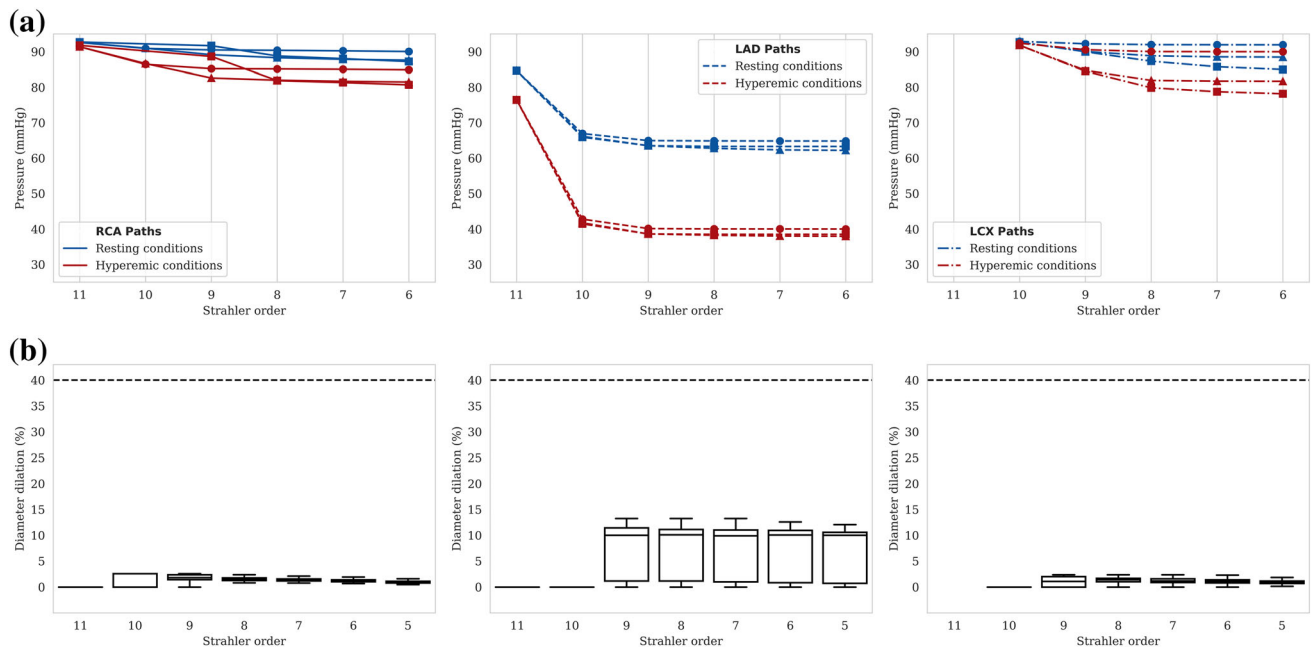 (a)
Pressure (mmHg)
90
80
70
60
50
40
30
RCA Paths
Resting conditions
Hyperemic conditions
11 10 9 8 7 6
Strahler order
Pressure (mmHg)
90
80
70
60
50
40
30
LAD Paths
Resting conditions
Hyperemic conditions
11 10 9 8 7 6
Strahler order
Pressure (mmHg)
90
80
70
60
50
40
30
LCX Paths
Resting conditions
Hyperemic conditions
11 10 9 8 7 6
Strahler order
(b)
Diameter dilation (%)
40
35
30
25
20
15
10
5
0
11 10 9 8 7 6 5
Strahler order
Diameter dilation (%)
40
35
30
25
20
15
10
5
0
11 10 9 8 7 6 5
Strahler order
Diameter dilation (%)
40
35
30
25
20
15
10
5
0
11 10 9 8 7 6 5
Strahler order